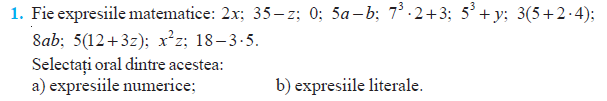 1. Fie expresiile matematice: 2x; 35−z; 0; 5a−b; 7³·2+3; 5³+y; 3(5+2·4);
8ab; 5(12+3z); x²z; 18−3·5.
Selectați oral dintre acestea:
a) expresiile numerice; b) expresiile literale.